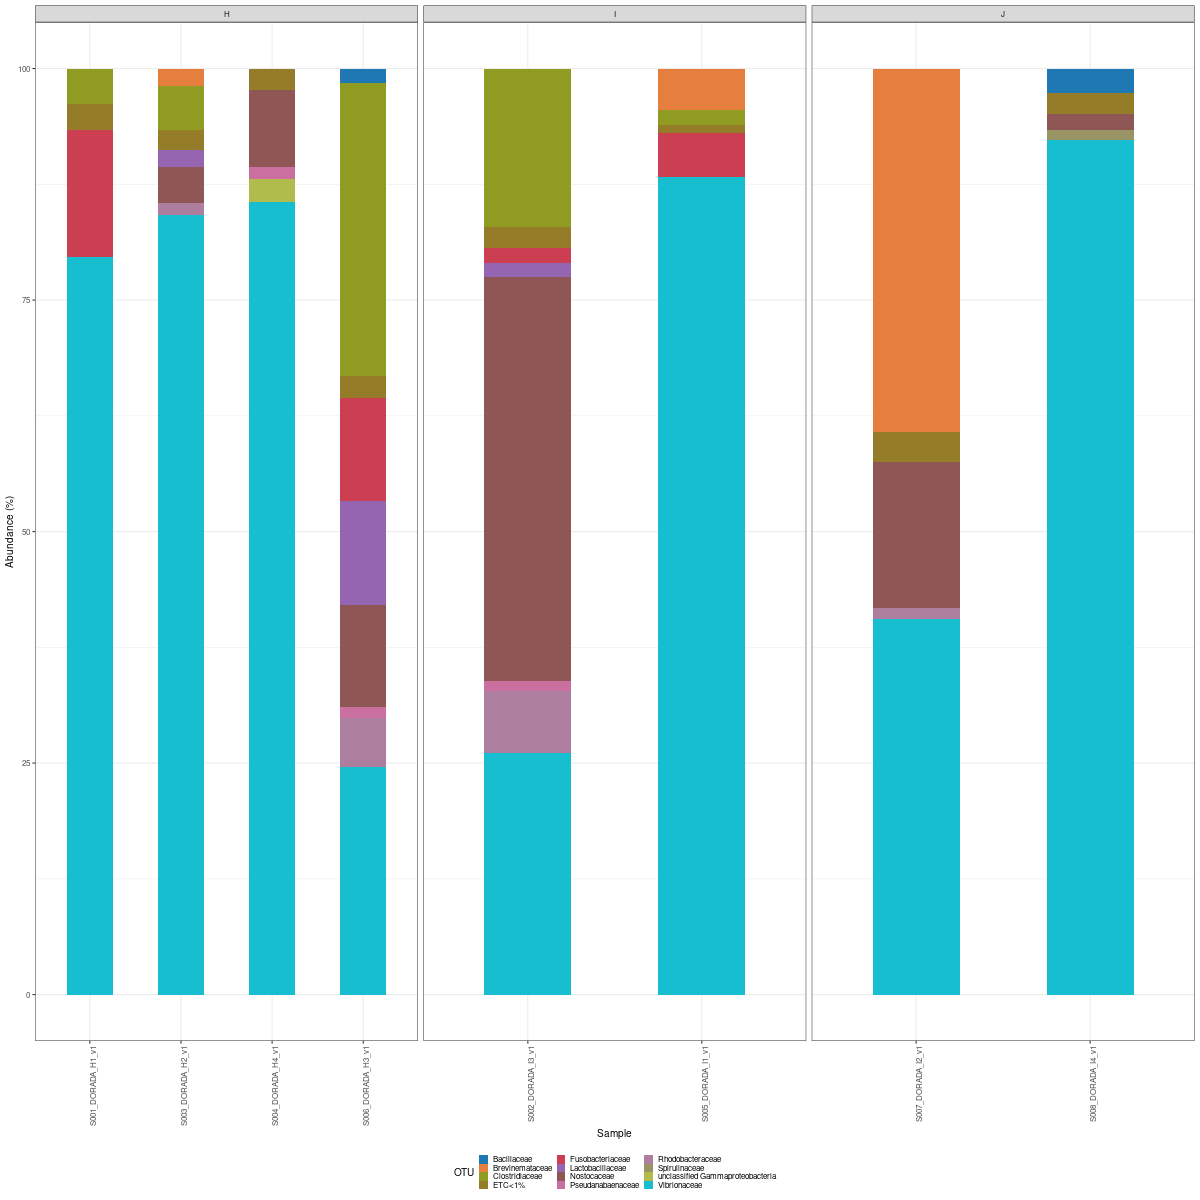 H
I
J
100
75
50
25
0
Abundance (%)
S001_DORADA_H1_v1
S003_DORADA_H2_v1
S004_DORADA_H4_v1
S006_DORADA_H3_v1
S002_DORADA_I3_v1
S005_DORADA_I1_v1
S007_DORADA_I2_v1
S008_DORADA_I4_v1
Sample
OTU
Bacillaceae
Brevinemataceae
Clostridiaceae
ETC<1%
Fusobacteriaceae
Lactobacillaceae
Nostocaceae
Pseudanabaenaceae
Rhodobacteraceae
Spirulinaceae
unclassified Gammaproteobacteria
Vibrionaceae